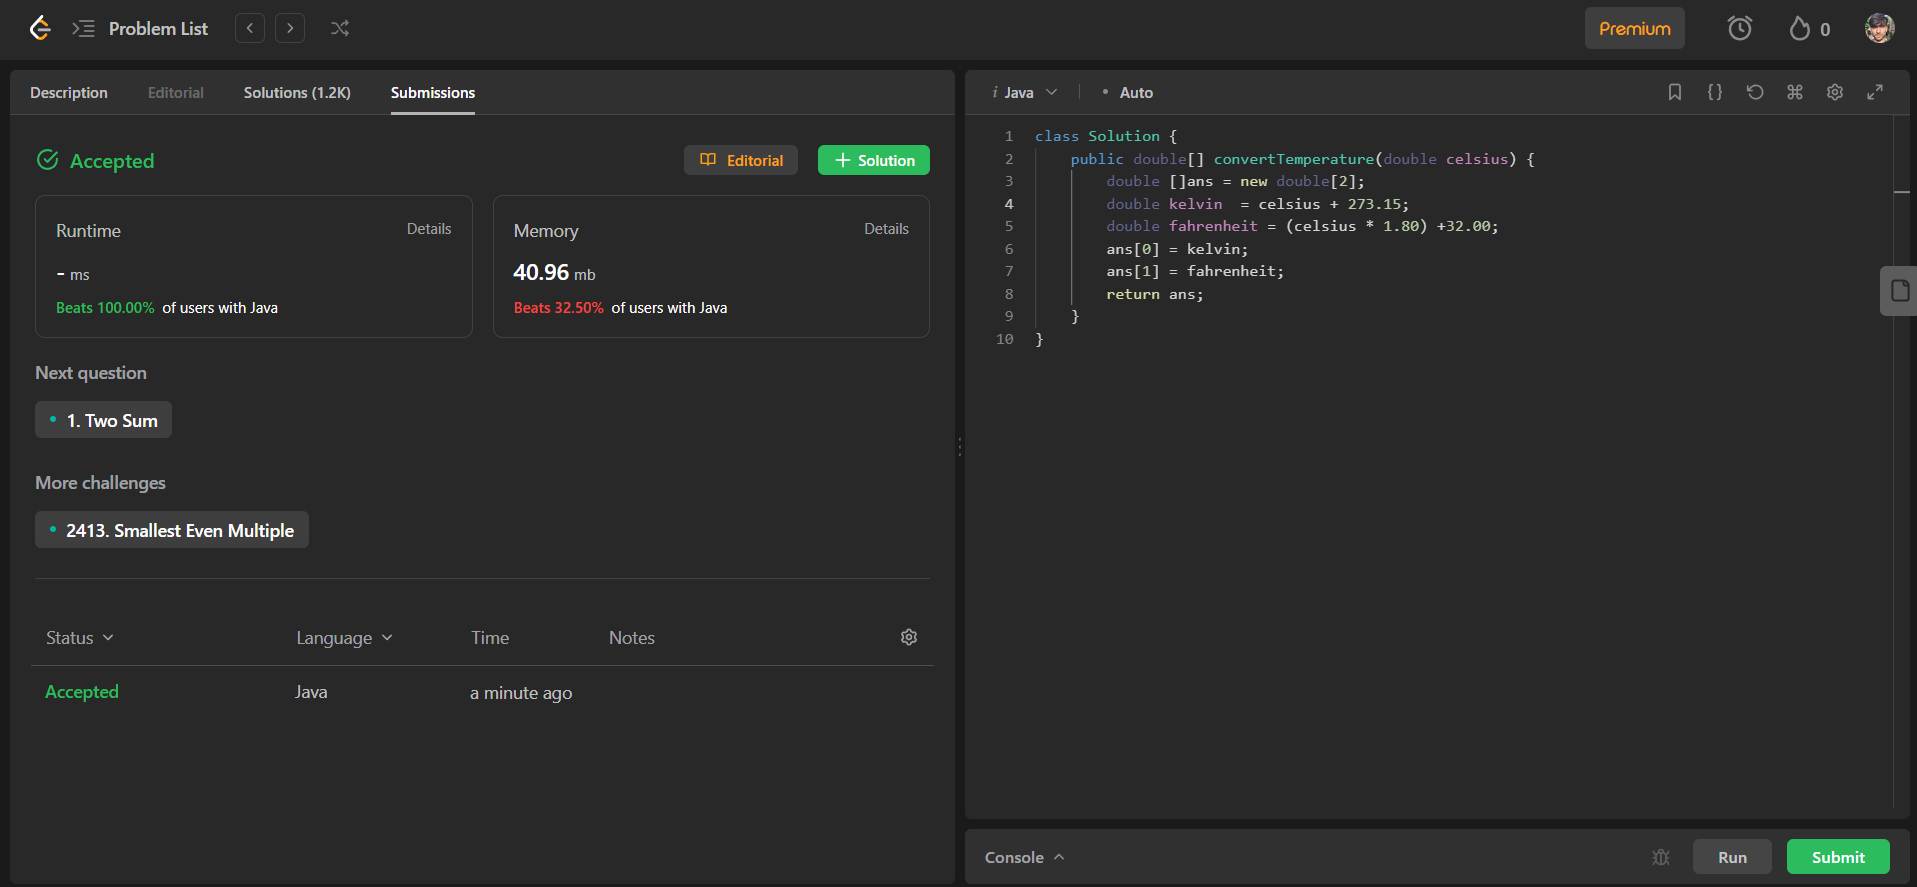 Problem List
Premium
0
Description Editorial Solutions (1.2K) Submissions
Accepted
Editorial
Solution
Runtime
Details
- ms
Beats 100.00% of users with Java
Memory
Details
40.96 mb
Beats 32.50% of users with Java
Next question
1. Two Sum
More challenges
2413. Smallest Even Multiple
Status Language Time Notes
Accepted Java a minute ago
i Java • Auto
1 class Solution {
2 public double[] convertTemperature(double celsius) {
3 double []ans = new double[2];
4 double kelvin  = celsius + 273.15;
5 double fahrenheit = (celsius * 1.80) +32.00;
6 ans[0] = kelvin;
7 ans[1] = fahrenheit;
8 return ans;
9 }
10 }
Console
Run
Submit